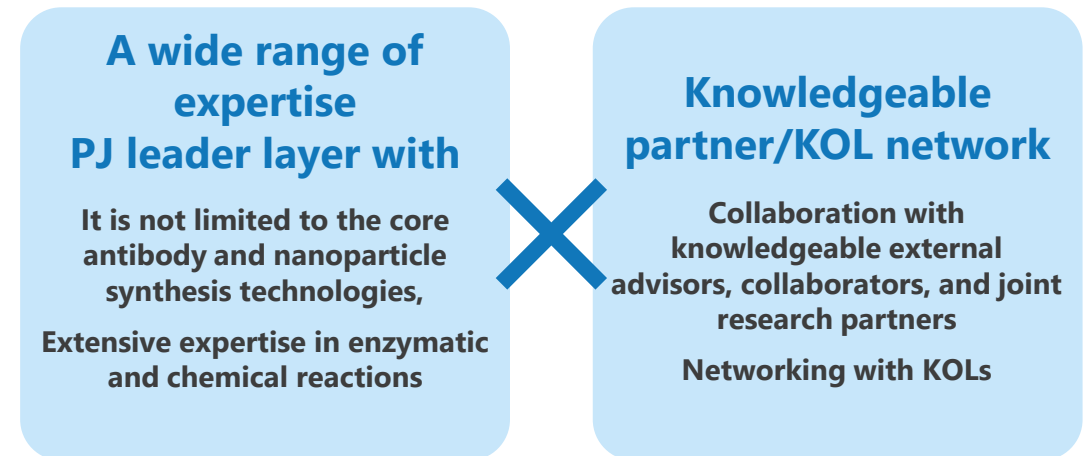 A wide range of
expertise
PJ leader layer with
It is not limited to the core
antibody and nanoparticle
synthesis technologies,
Extensive expertise in enzymatic
and chemical reactions
Knowledgeable
partner/KOL network
Collaboration with
knowledgeable external
advisors, collaborators, and joint
research partners
Networking with KOLs